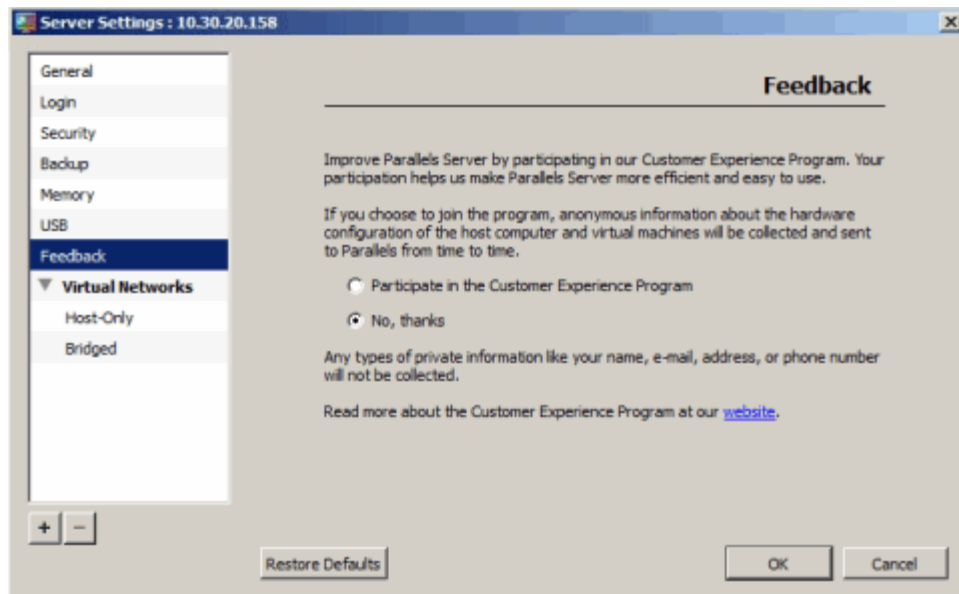 Server Settings : 10.30.20.158
General
Login
Security
Backup
Memory
USB
Feedback
Virtual Networks
Host-Only
Bridged
Feedback
Improve Parallels Server by participating in our Customer Experience Program. Your
participation helps us make Parallels Server more efficient and easy to use.
If you choose to join the program, anonymous information about the hardware
configuration of the host computer and virtual machines will be collected and sent
to Parallels from time to time.
Participate in the Customer Experience Program
No, thanks
Any types of private information like your name, e-mail, address, or phone number
will not be collected.
Read more about the Customer Experience Program at our website.
Restore Defaults
OK
Cancel